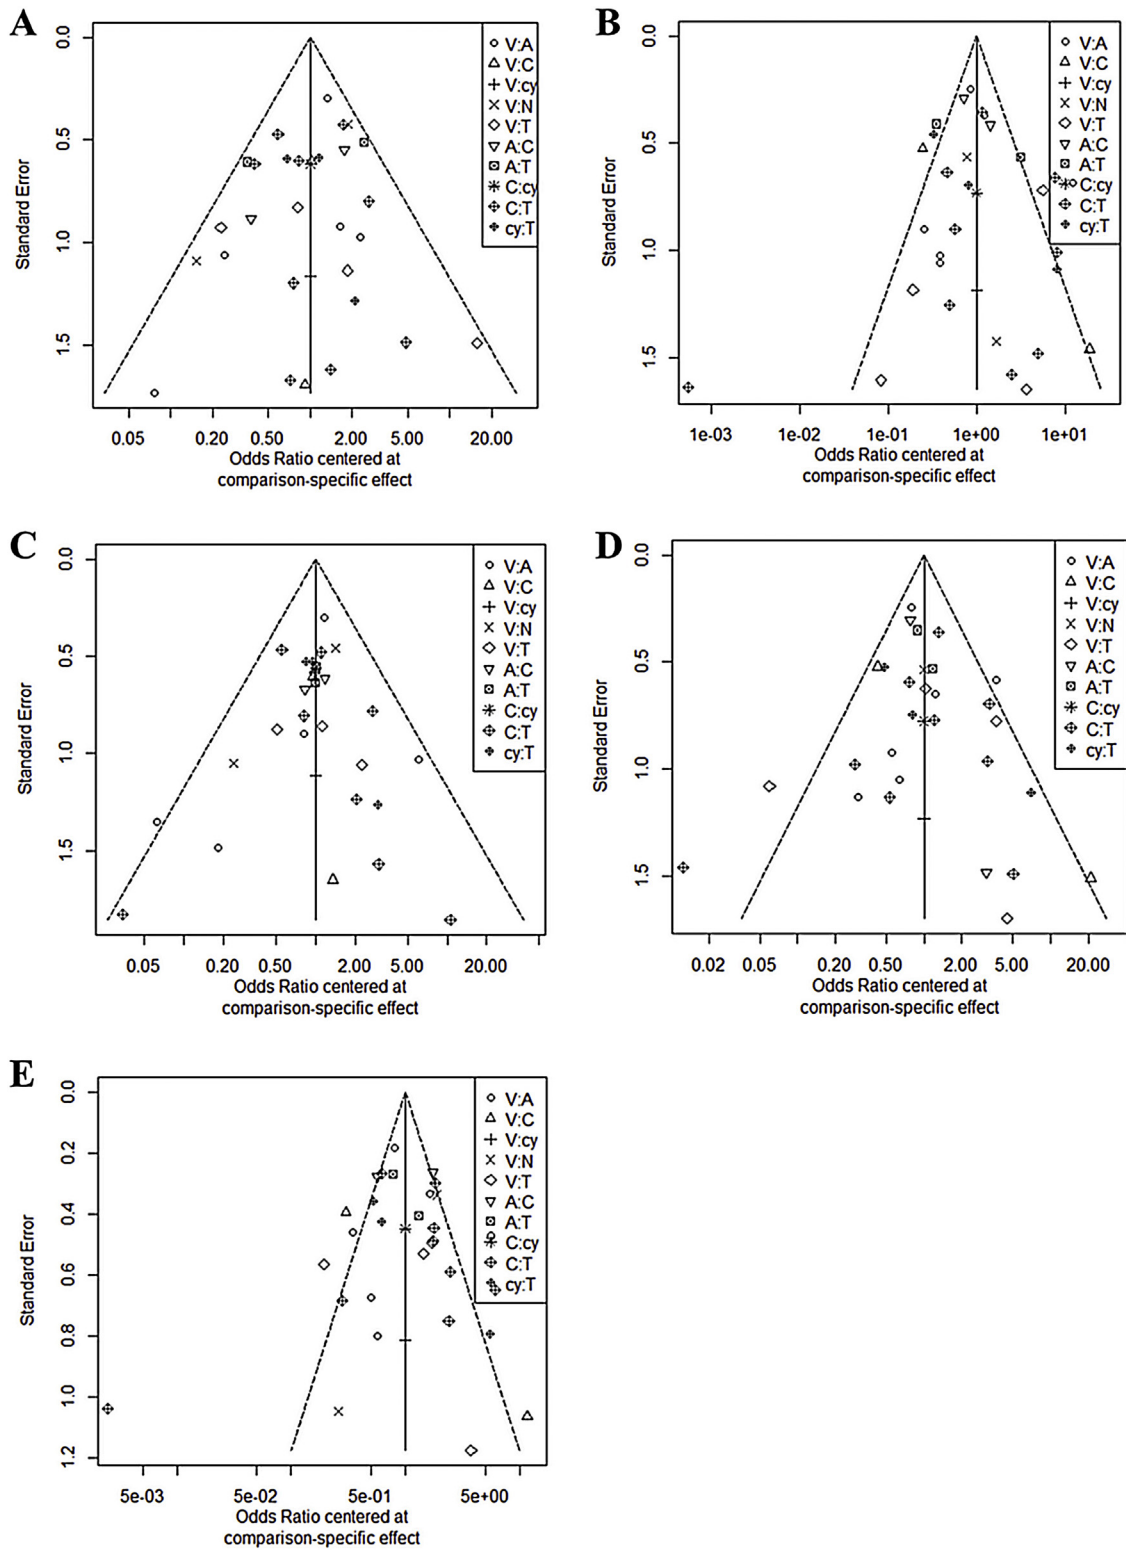 A
0.0
0.5
1.0
1.5
Standard Error
V:A
V:C
V:cy
V:N
V:T
A:C
A:T
C:cy
C:T
cy:T
0.05 0.20 0.50 2.00 5.00 20.00
Odds Ratio centered at
comparison-specific effect
B
0.0
0.5
1.0
1.5
Standard Error
V:A
V:C
V:cy
V:N
V:T
A:C
A:T
C:cy
C:T
cy:T
1e-03 1e-02 1e-01 1e+00 1e+01
Odds Ratio centered at
comparison-specific effect
C
0.0
0.5
1.0
1.5
Standard Error
V:A
V:C
V:cy
V:N
V:T
A:C
A:T
C:cy
C:T
cy:T
0.05 0.20 0.50 2.00 5.00 20.00
Odds Ratio centered at
comparison-specific effect
D
0.0
0.5
1.0
1.5
Standard Error
V:A
V:C
V:cy
V:N
V:T
A:C
A:T
C:cy
C:T
cy:T
0.02 0.05 0.20 0.50 2.00 5.00 20.00
Odds Ratio centered at
comparison-specific effect
E
0.0
0.2
0.4
0.6
0.8
1.0
1.2
Standard Error
V:A
V:C
V:cy
V:N
V:T
A:C
A:T
C:cy
C:T
cy:T
5e-03 5e-02 5e-01 5e+00
Odds Ratio centered at
comparison-specific effect